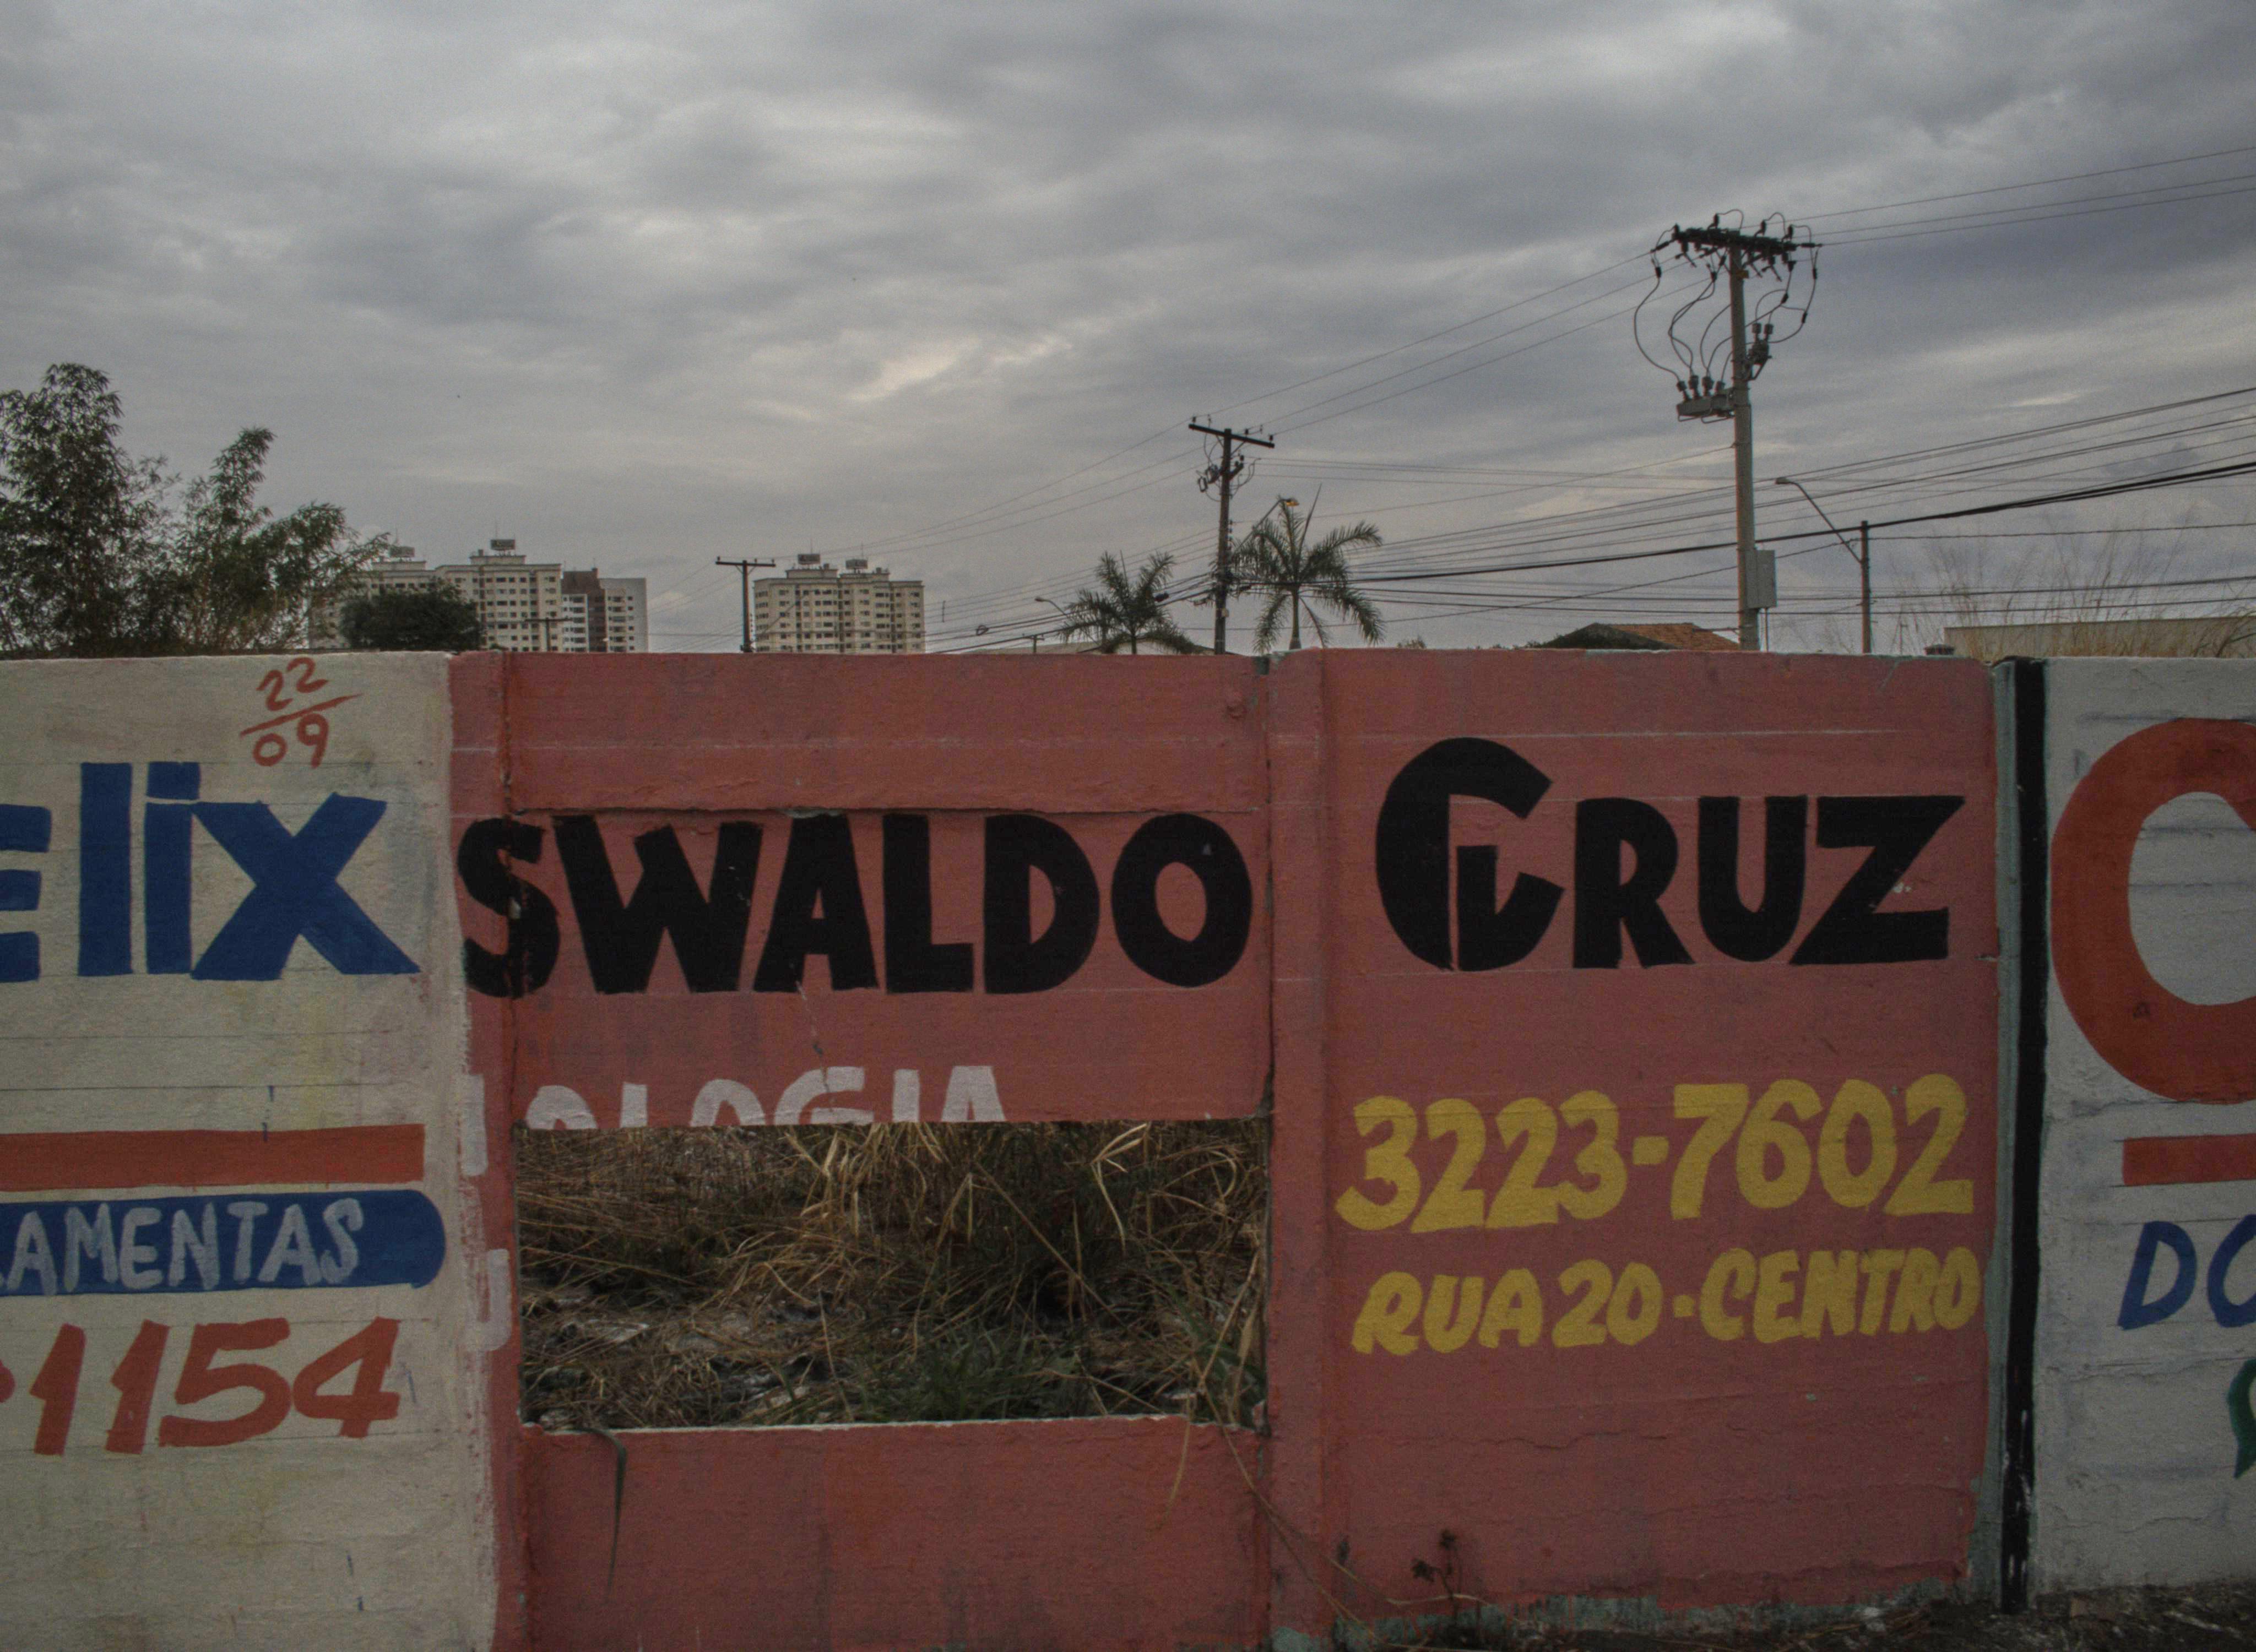 22
09
elix
SWALDO CRUZ
OLOGIA
3223-7602
RUA 20 - CENTRO
AMENTAS
1154
DO